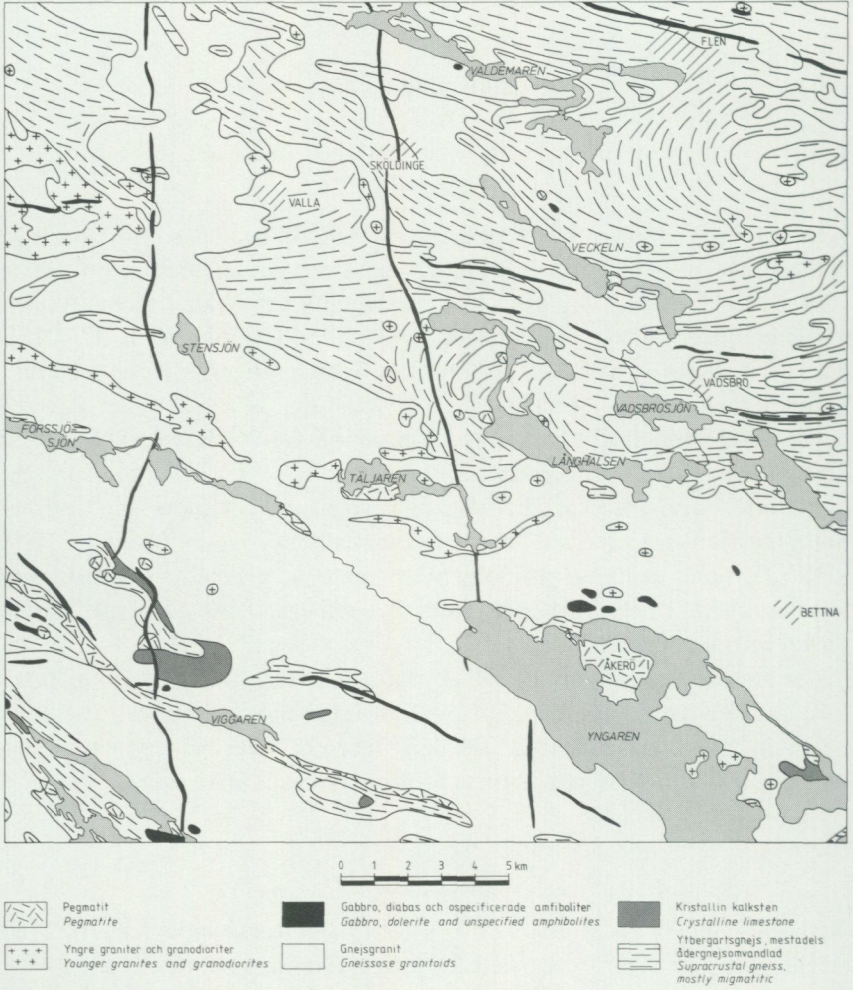 FLEN
VALDEMAREN
SKÖLDINGE
VALLA
VECKELN
STENSJÖN
VADSBRO
VADSBROSJÖN
FORSSJÖ-
SJÖN
LÅNGHALSEN
TÄLJAREN
BETTNA
ÅKERÖ
VIGGAREN
YNGAREN
0 1 2 3 4 5 km
Pegmatit
Pegmatite
Yngre graniter och granodioriter
Younger granites and granodiorites
Gabbro, diabas och ospecificerade amfiboliter
Gabbro, dolerite and unspecified amphibolites
Gnejsgranit
Gneissose granitoids
Kristallin kalksten
Crystalline limestone
Ytbergartsgnejs, mestadels
ådergnejsomvandlad
Supracrustal gneiss,
mostly migmatitic